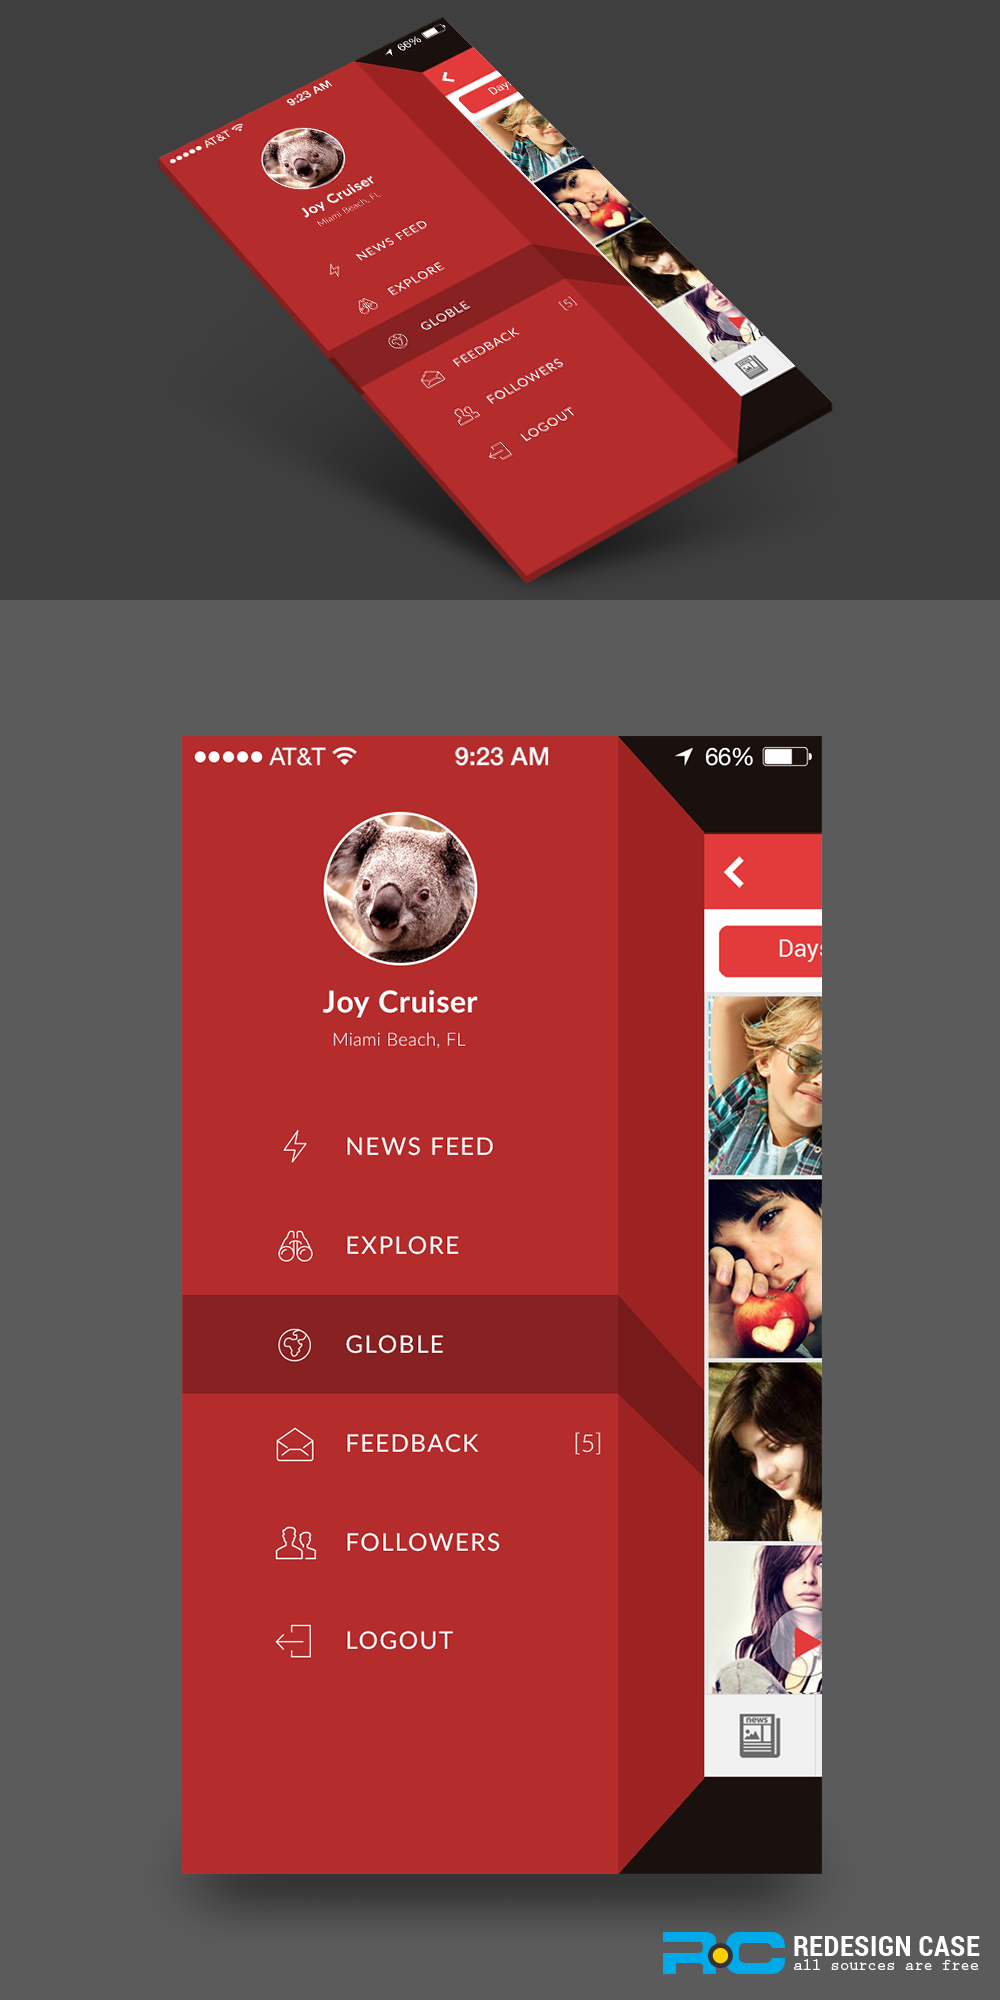 ●●●●● AT&T 9:23 AM 66%
Days
Joy Cruiser
Miami Beach, FL
NEWS FEED
EXPLORE
GLOBLE
FEEDBACK [5]
FOLLOWERS
LOGOUT
●●●●● AT&T 9:23 AM 66%
Days
Joy Cruiser
Miami Beach, FL
NEWS FEED
EXPLORE
GLOBLE
FEEDBACK [5]
FOLLOWERS
LOGOUT
news
RC REDESIGN CASE
all sources are free